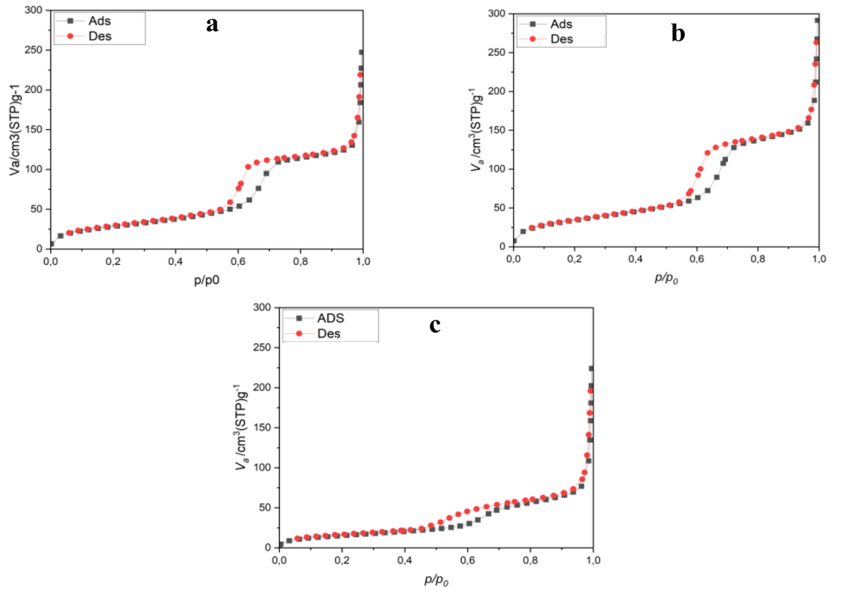 a
Ads
Des
Va/cm3(STP)g-1
300
250
200
150
100
50
0
0,0 0,2 0,4 0,6 0,8 1,0
p/p0
b
Ads
Des
Va/cm³(STP)g⁻¹
300
250
200
150
100
50
0
0,0 0,2 0,4 0,6 0,8 1,0
p/p₀
c
ADS
Des
Va/cm³(STP)g⁻¹
300
250
200
150
100
50
0
0,0 0,2 0,4 0,6 0,8 1,0
p/p₀